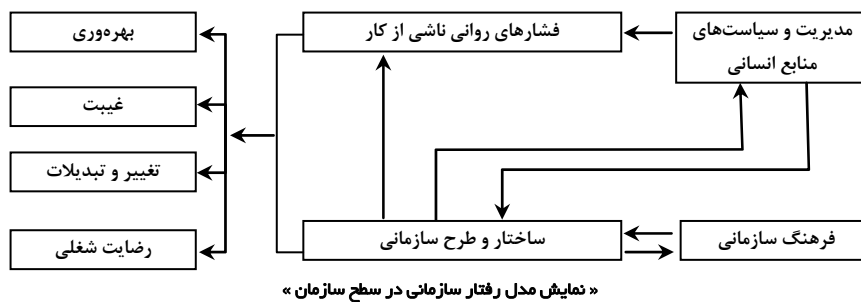 مدیریت و سیاست‌های
منابع انسانی
فشارهای روانی ناشی از کار
بهره‌وری
غیبت
تغییر و تبدیلات
رضایت شغلی
فرهنگ سازمانی
ساختار و طرح سازمانی
« نمایش مدل رفتار سازمانی در سطح سازمان »